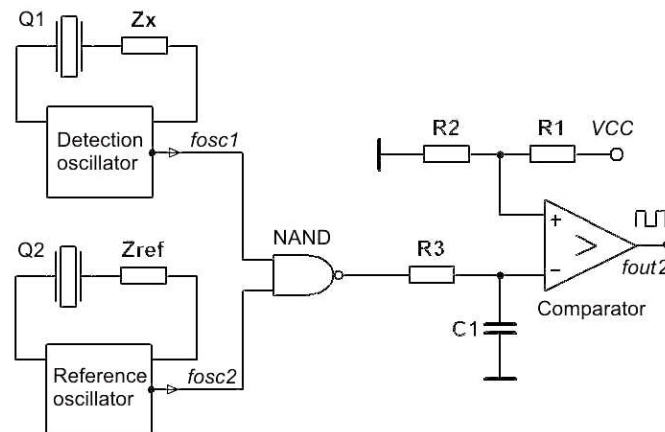 Q1
Zx
Detection
oscillator
fosc1
R2
R1
VCC
NAND
Q2
Zref
R3
+
>
−
fout2
Comparator
C1
Reference
oscillator
fosc2